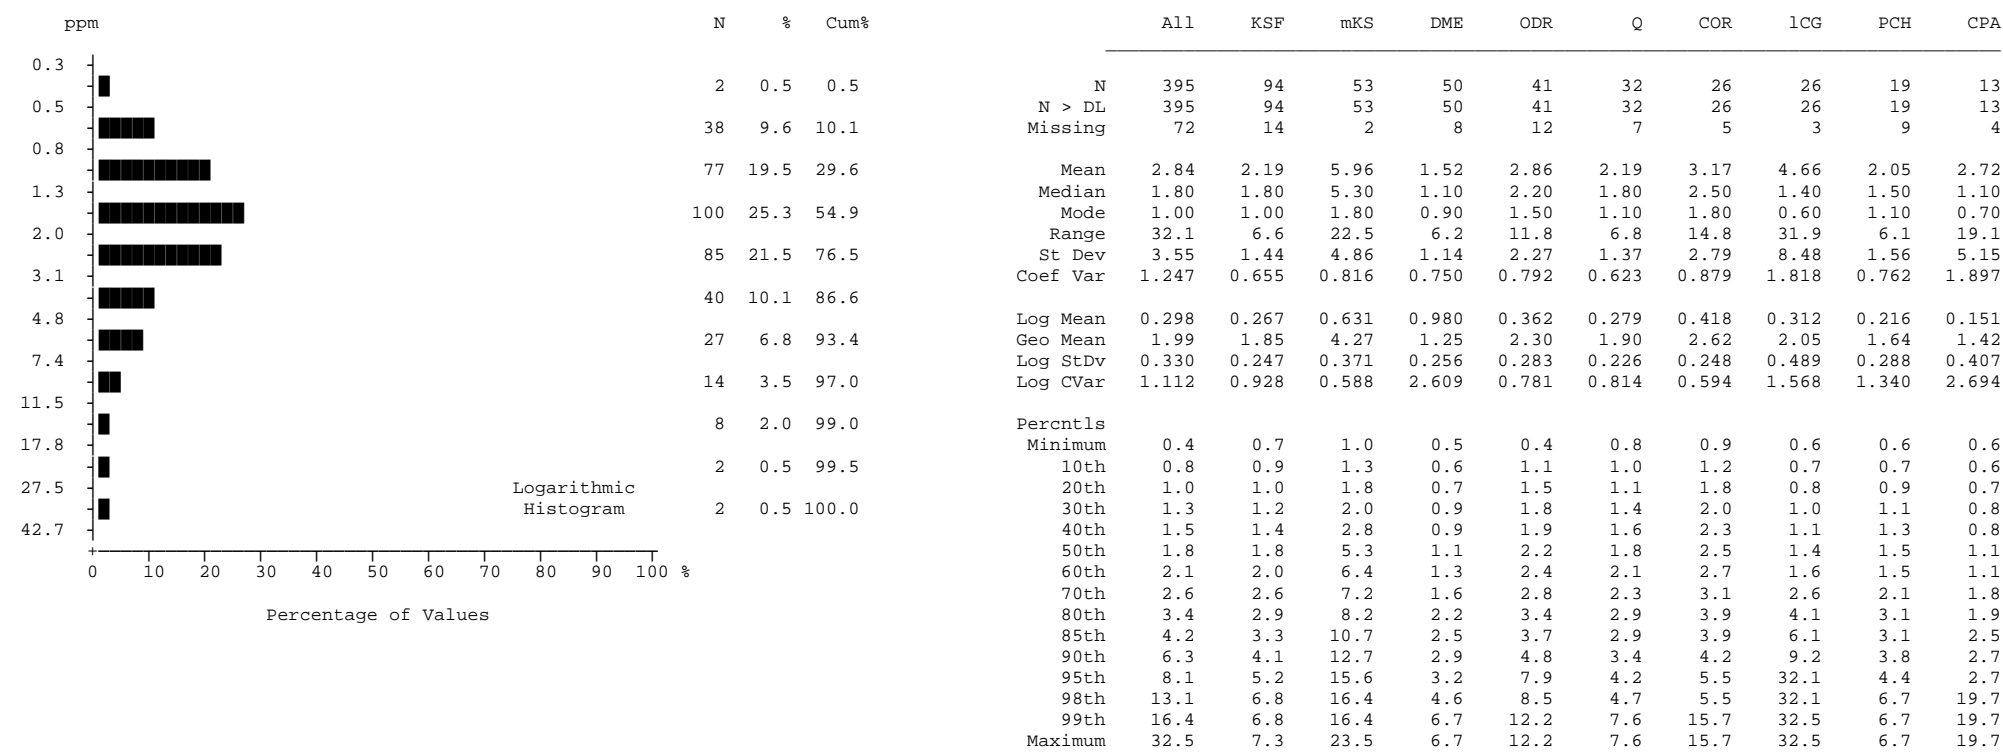 ppm N % Cum% All KSF mKS DME ODR Q COR lCG PCH CPA
0.3
2 0.5 0.5 N 395 94 53 50 41 32 26 26 19 13
0.5 N > DL 395 94 53 50 41 32 26 26 19 13
38 9.6 10.1 Missing 72 14 2 8 12 7 5 3 9 4
0.8
77 19.5 29.6 Mean 2.84 2.19 5.96 1.52 2.86 2.19 3.17 4.66 2.05 2.72
1.3 Median 1.80 1.80 5.30 1.10 2.20 1.80 2.50 1.40 1.50 1.10
100 25.3 54.9 Mode 1.00 1.00 1.80 0.90 1.50 1.10 1.80 0.60 1.10 0.70
2.0 Range 32.1 6.6 22.5 6.2 11.8 6.8 14.8 31.9 6.1 19.1
85 21.5 76.5 St Dev 3.55 1.44 4.86 1.14 2.27 1.37 2.79 8.48 1.56 5.15
3.1 Coef Var 1.247 0.655 0.816 0.750 0.792 0.623 0.879 1.818 0.762 1.897
40 10.1 86.6
4.8 Log Mean 0.298 0.267 0.631 0.980 0.362 0.279 0.418 0.312 0.216 0.151
27 6.8 93.4 Geo Mean 1.99 1.85 4.27 1.25 2.30 1.90 2.62 2.05 1.64 1.42
7.4 Log StDv 0.330 0.247 0.371 0.256 0.283 0.226 0.248 0.489 0.288 0.407
14 3.5 97.0 Log CVar 1.112 0.928 0.588 2.609 0.781 0.814 0.594 1.568 1.340 2.694
11.5
8 2.0 99.0 Percntls
17.8 Minimum 0.4 0.7 1.0 0.5 0.4 0.8 0.9 0.6 0.6 0.6
2 0.5 99.5 10th 0.8 0.9 1.3 0.6 1.1 1.0 1.2 0.7 0.7 0.6
27.5 Logarithmic 20th 1.0 1.0 1.8 0.7 1.5 1.1 1.8 0.8 0.9 0.7
Histogram 2 0.5 100.0 30th 1.3 1.2 2.0 0.9 1.8 1.4 2.0 1.0 1.1 0.8
42.7 40th 1.5 1.4 2.8 0.9 1.9 1.6 2.3 1.1 1.3 0.8
50th 1.8 1.8 5.3 1.1 2.2 1.8 2.5 1.4 1.5 1.1
0 10 20 30 40 50 60 70 80 90 100 % 60th 2.1 2.0 6.4 1.3 2.4 2.1 2.7 1.6 1.5 1.1
70th 2.6 2.6 7.2 1.6 2.8 2.3 3.1 2.6 2.1 1.8
Percentage of Values 80th 3.4 2.9 8.2 2.2 3.4 2.9 3.9 4.1 3.1 1.9
85th 4.2 3.3 10.7 2.5 3.7 2.9 3.9 6.1 3.1 2.5
90th 6.3 4.1 12.7 2.9 4.8 3.4 4.2 9.2 3.8 2.7
95th 8.1 5.2 15.6 3.2 7.9 4.2 5.5 32.1 4.4 2.7
98th 13.1 6.8 16.4 4.6 8.5 4.7 5.5 32.1 6.7 19.7
99th 16.4 6.8 16.4 6.7 12.2 7.6 15.7 32.5 6.7 19.7
Maximum 32.5 7.3 23.5 6.7 12.2 7.6 15.7 32.5 6.7 19.7